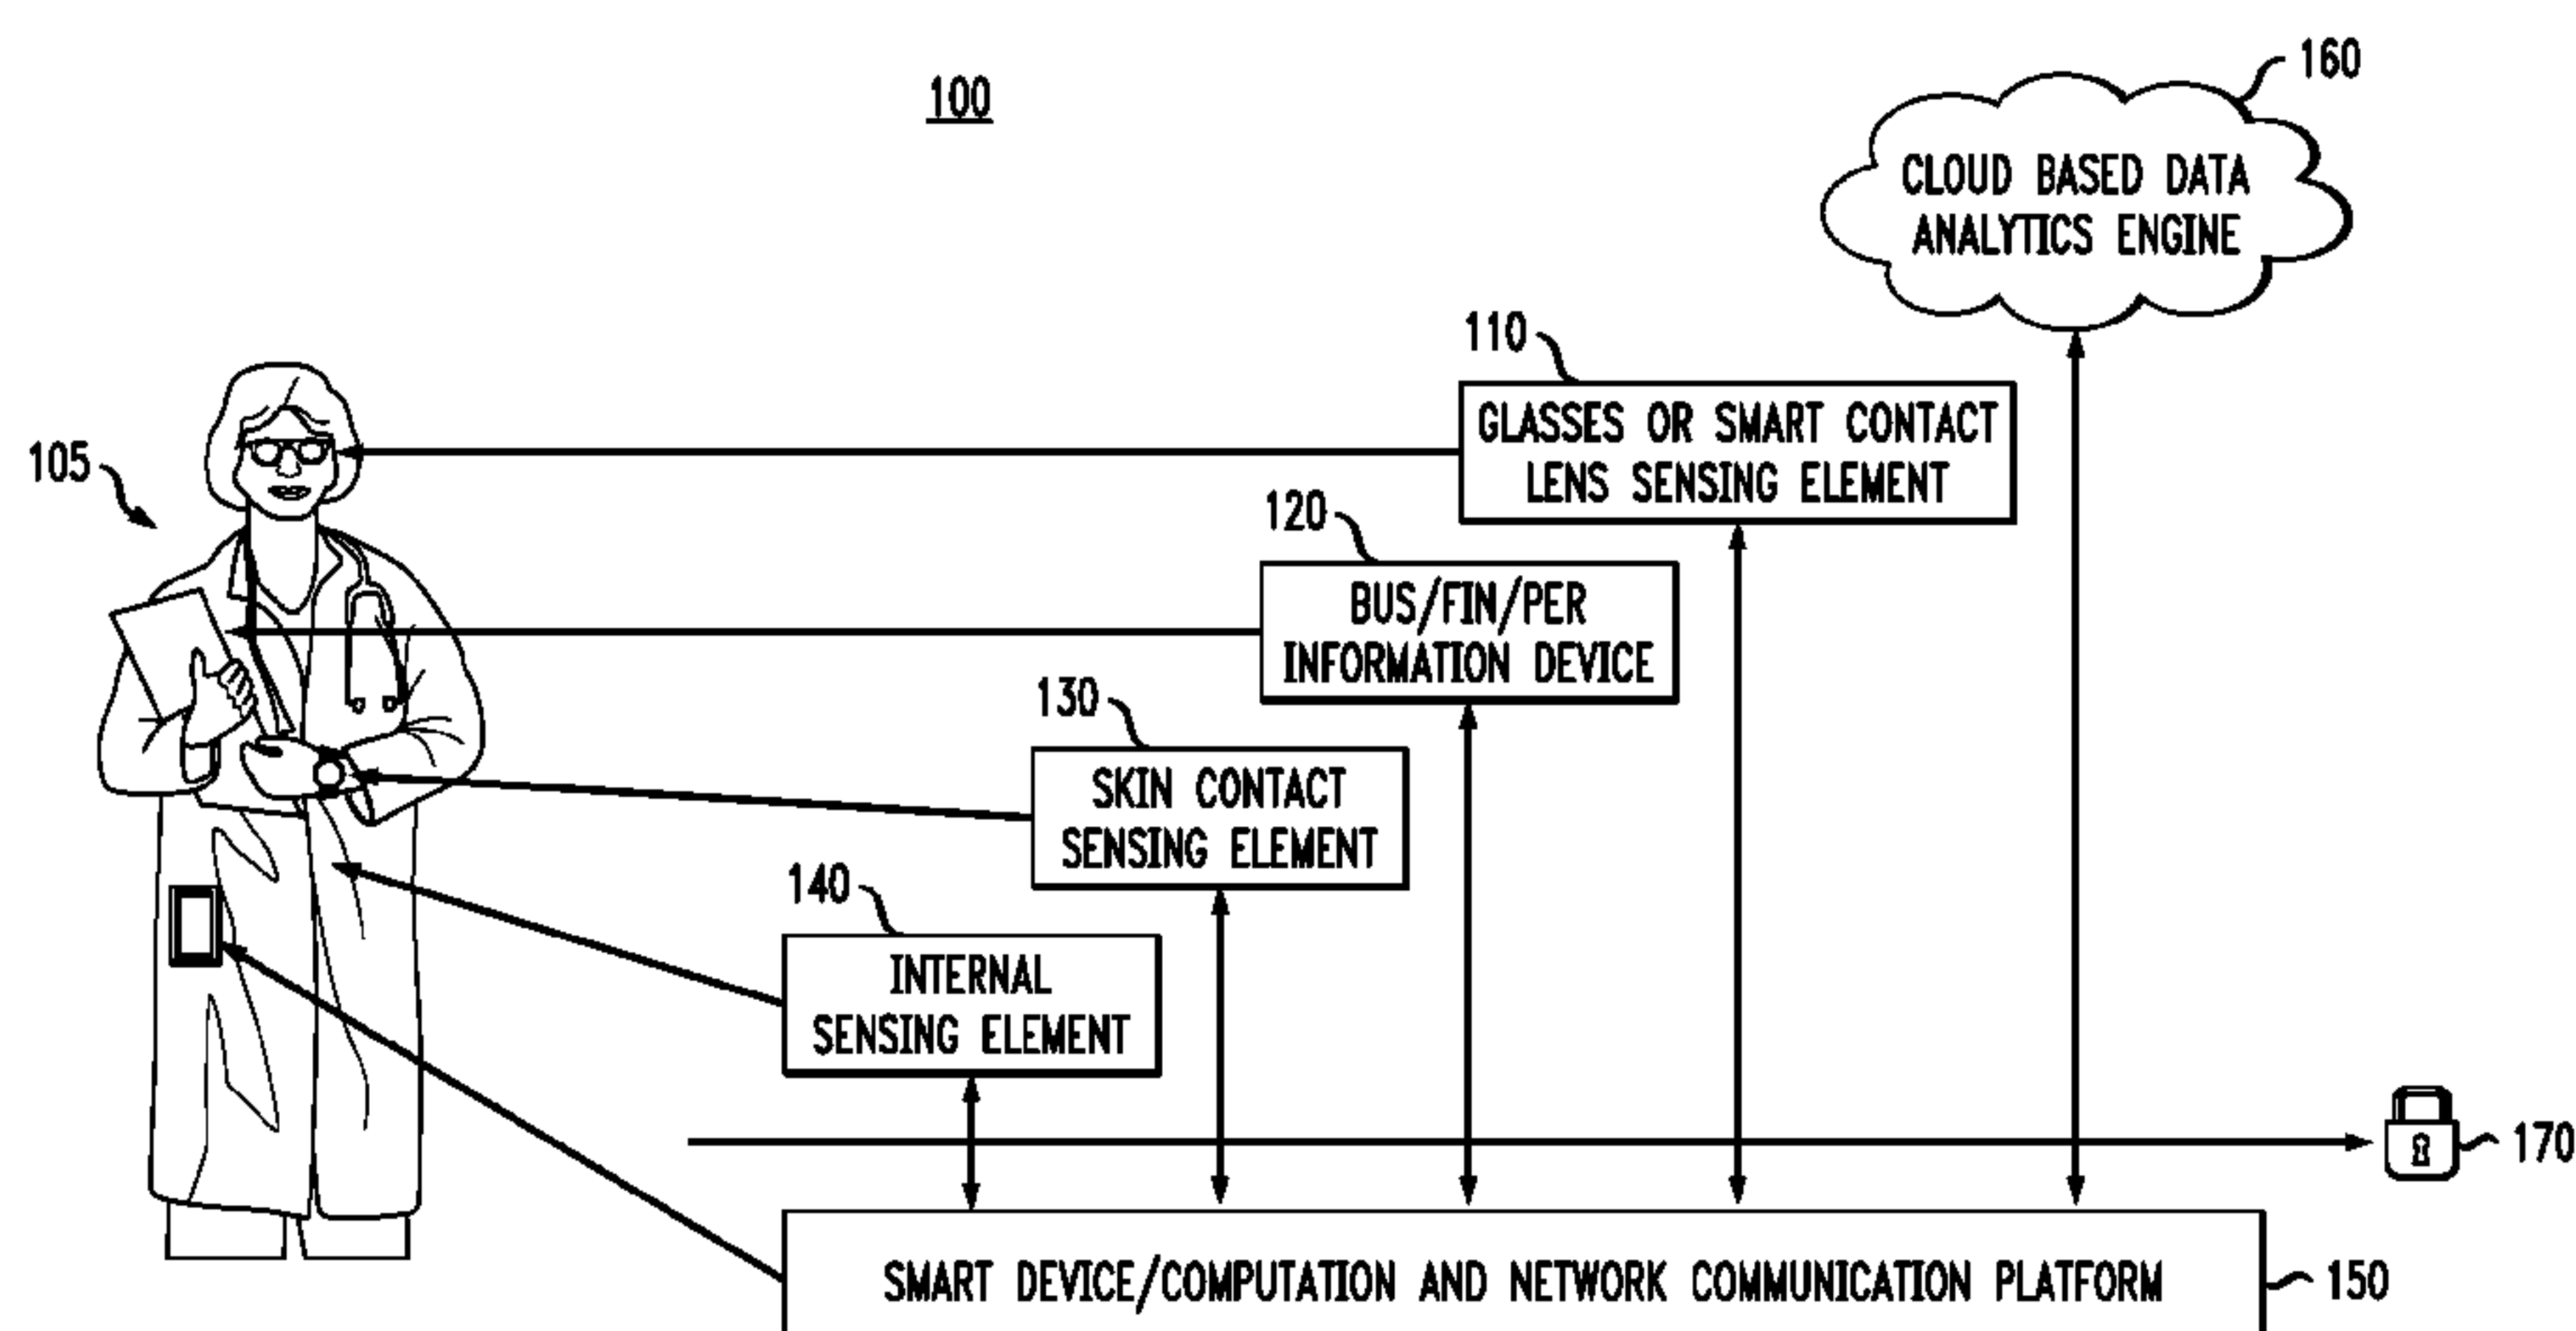 100
160
CLOUD BASED DATA
ANALYTICS ENGINE
110
GLASSES OR SMART CONTACT
LENS SENSING ELEMENT
105
120
BUS/FIN/PER
INFORMATION DEVICE
130
SKIN CONTACT
SENSING ELEMENT
140
INTERNAL
SENSING ELEMENT
170
SMART DEVICE/COMPUTATION AND NETWORK COMMUNICATION PLATFORM
150